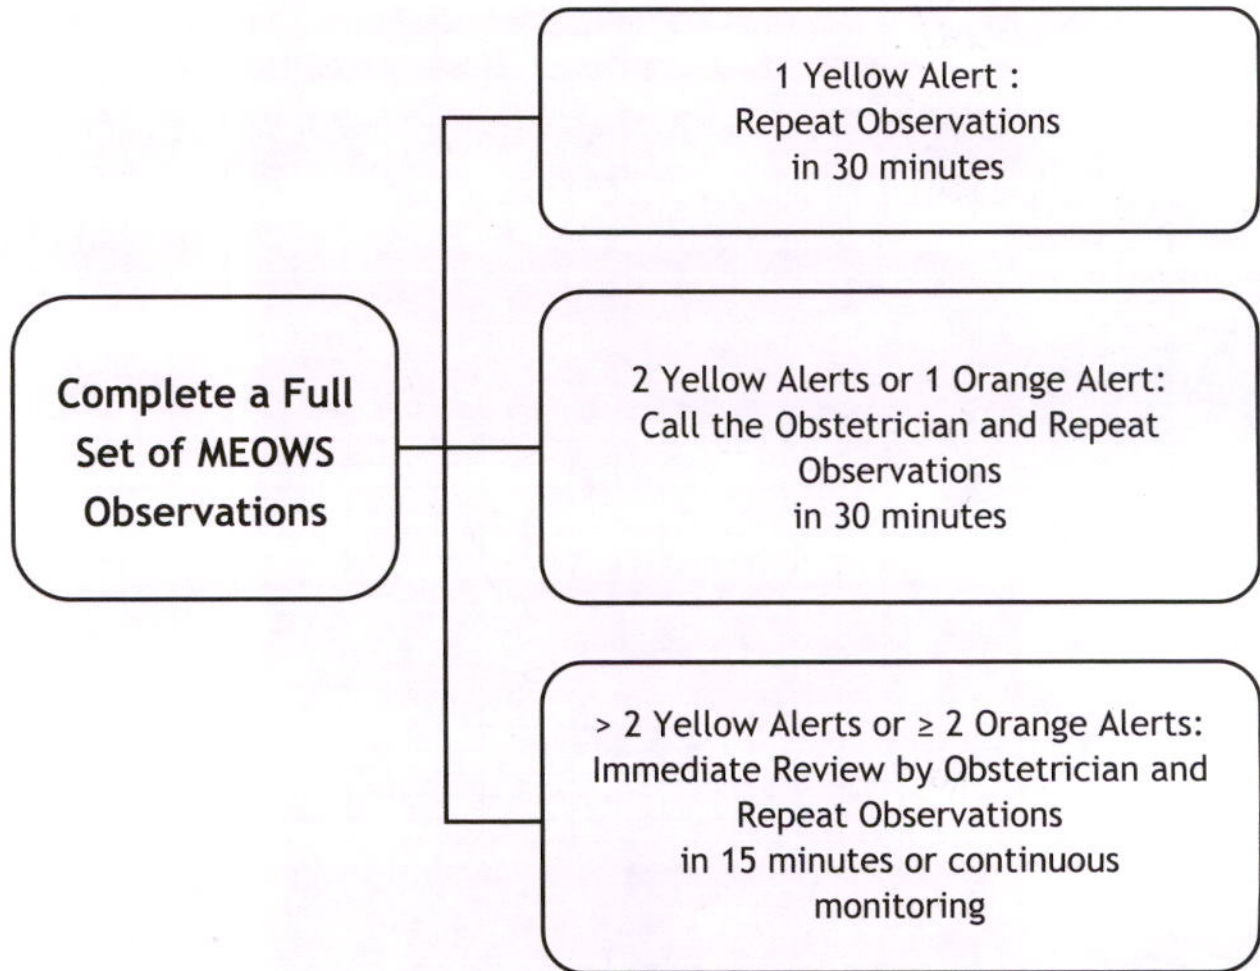 Complete a Full
Set of MEOWS
Observations
1 Yellow Alert :
Repeat Observations
in 30 minutes
2 Yellow Alerts or 1 Orange Alert:
Call the Obstetrician and Repeat
Observations
in 30 minutes
> 2 Yellow Alerts or ≥ 2 Orange Alerts:
Immediate Review by Obstetrician and
Repeat Observations
in 15 minutes or continuous
monitoring